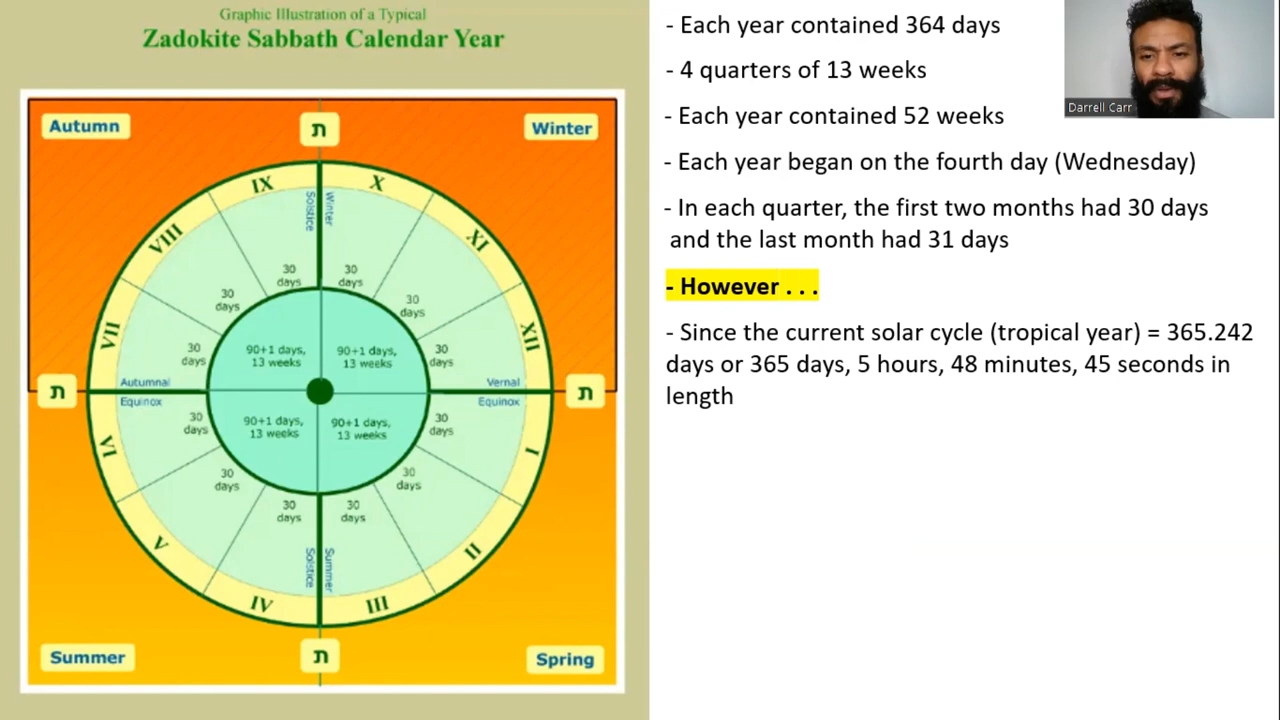 Graphic Illustration of a Typical
Zadokite Sabbath Calendar Year
Autumn
ת
Winter
IX
X
VIII
XI
VII
XII
Solstice
Winter
30
days
30
days
30
days
30
days
30
days
30
days
90+1 days,
13 weeks
90+1 days,
13 weeks
Autumnal
Vernal
ת
ת
Equinox
Equinox
90+1 days,
13 weeks
90+1 days,
13 weeks
30
days
30
days
30
days
30
days
30
days
30
days
VI
I
V
II
IV
III
Solstice
Summer
Summer
ת
Spring
- Each year contained 364 days
- 4 quarters of 13 weeks
- Each year contained 52 weeks
- Each year began on the fourth day (Wednesday)
- In each quarter, the first two months had 30 days
and the last month had 31 days
- However . . .
- Since the current solar cycle (tropical year) = 365.242
days or 365 days, 5 hours, 48 minutes, 45 seconds in
length
Darrell Carr